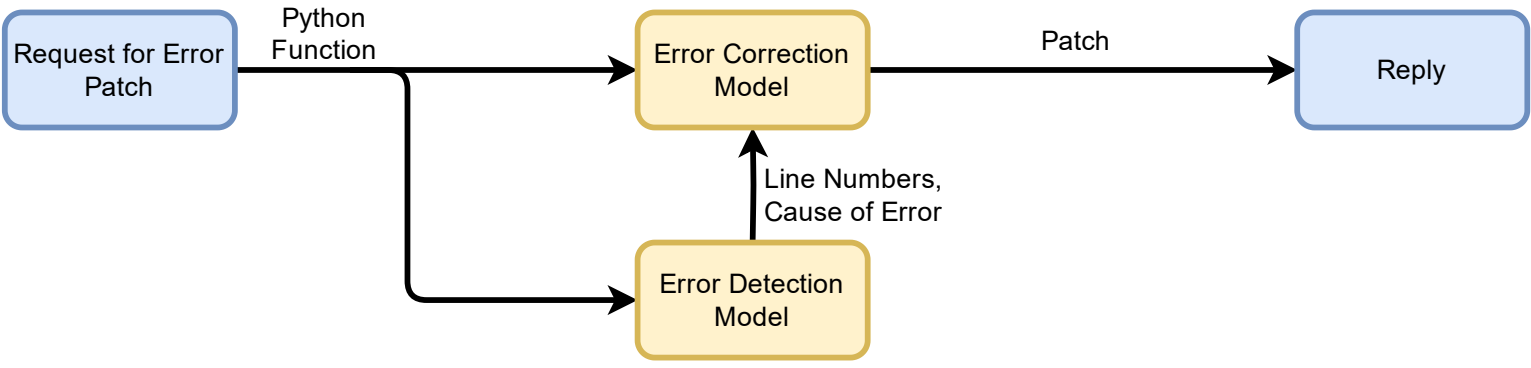 Request for Error
Patch
Python
Function
Error Correction
Model
Patch
Reply
Line Numbers,
Cause of Error
Error Detection
Model